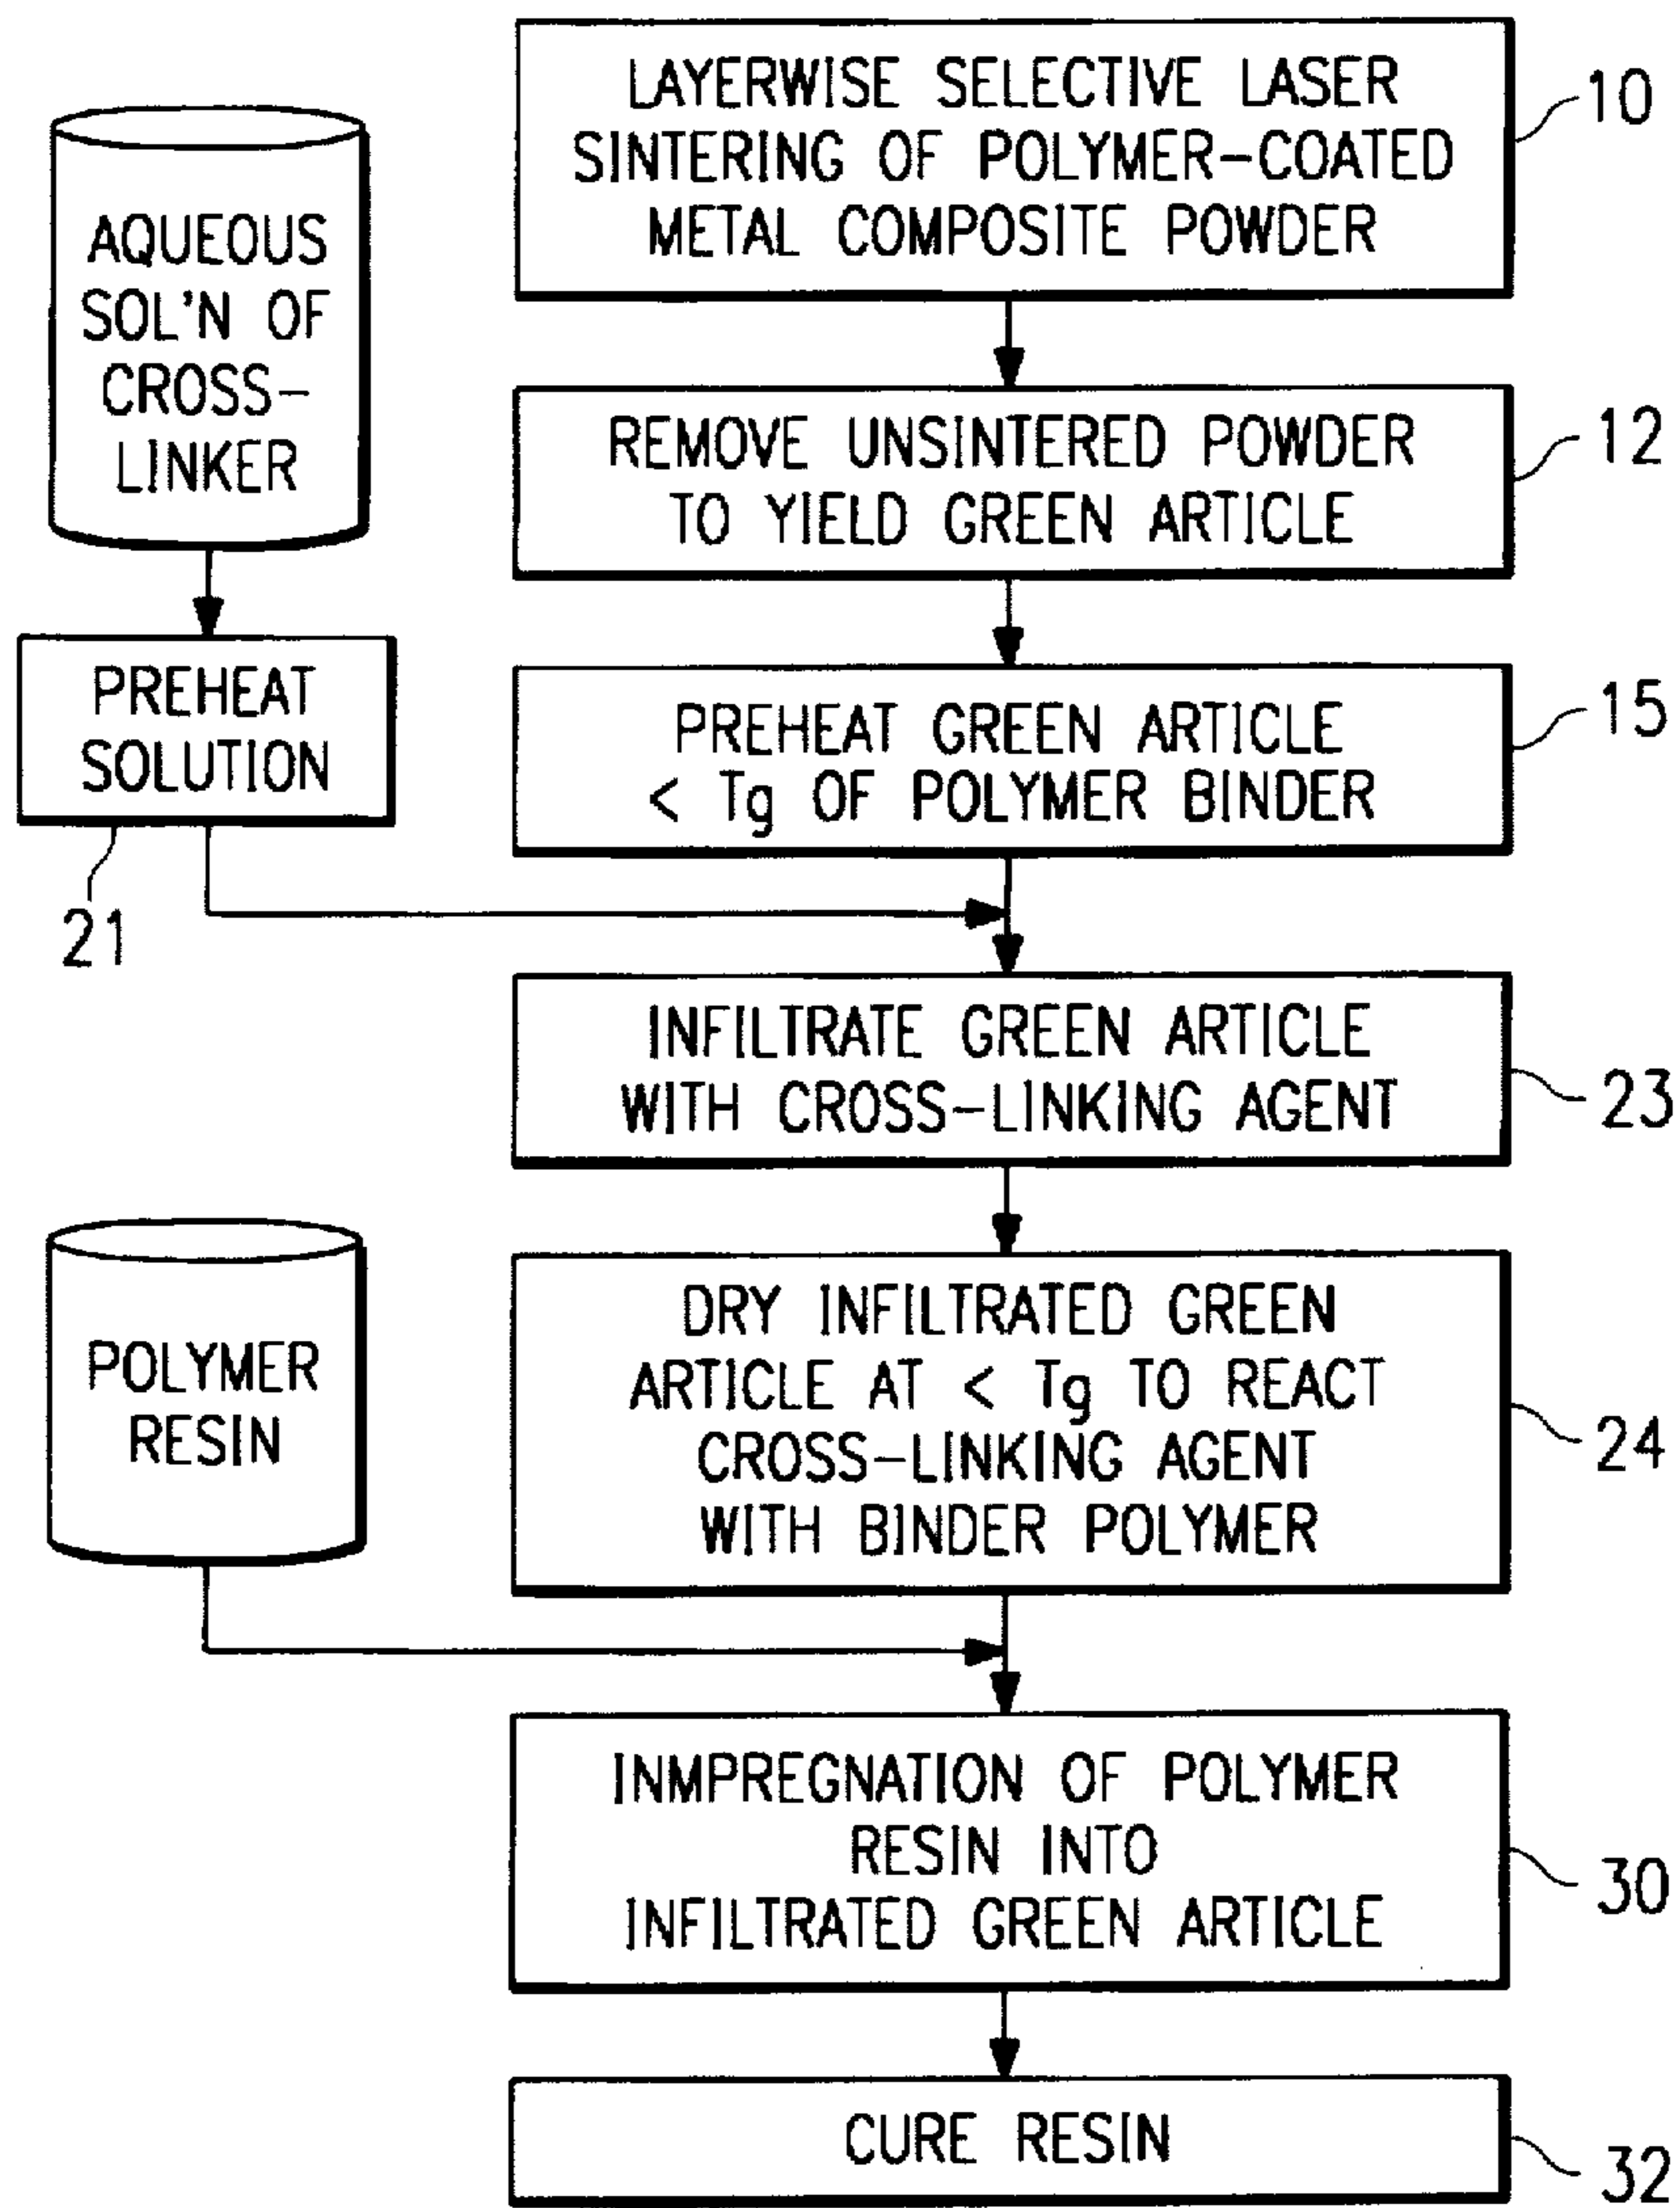 LAYERWISE SELECTIVE LASER
SINTERING OF POLYMER-COATED
METAL COMPOSITE POWDER
10
AQUEOUS
SOL'N OF
CROSS-
LINKER
REMOVE UNSINTERED POWDER
TO YIELD GREEN ARTICLE
12
PREHEAT
SOLUTION
21
PREHEAT GREEN ARTICLE
< Tg OF POLYMER BINDER
15
INFILTRATE GREEN ARTICLE
WITH CROSS-LINKING AGENT
23
DRY INFILTRATED GREEN
ARTICLE AT < Tg TO REACT
CROSS-LINKING AGENT
WITH BINDER POLYMER
24
POLYMER
RESIN
INMPREGNATION OF POLYMER
RESIN INTO
INFILTRATED GREEN ARTICLE
30
CURE RESIN
32